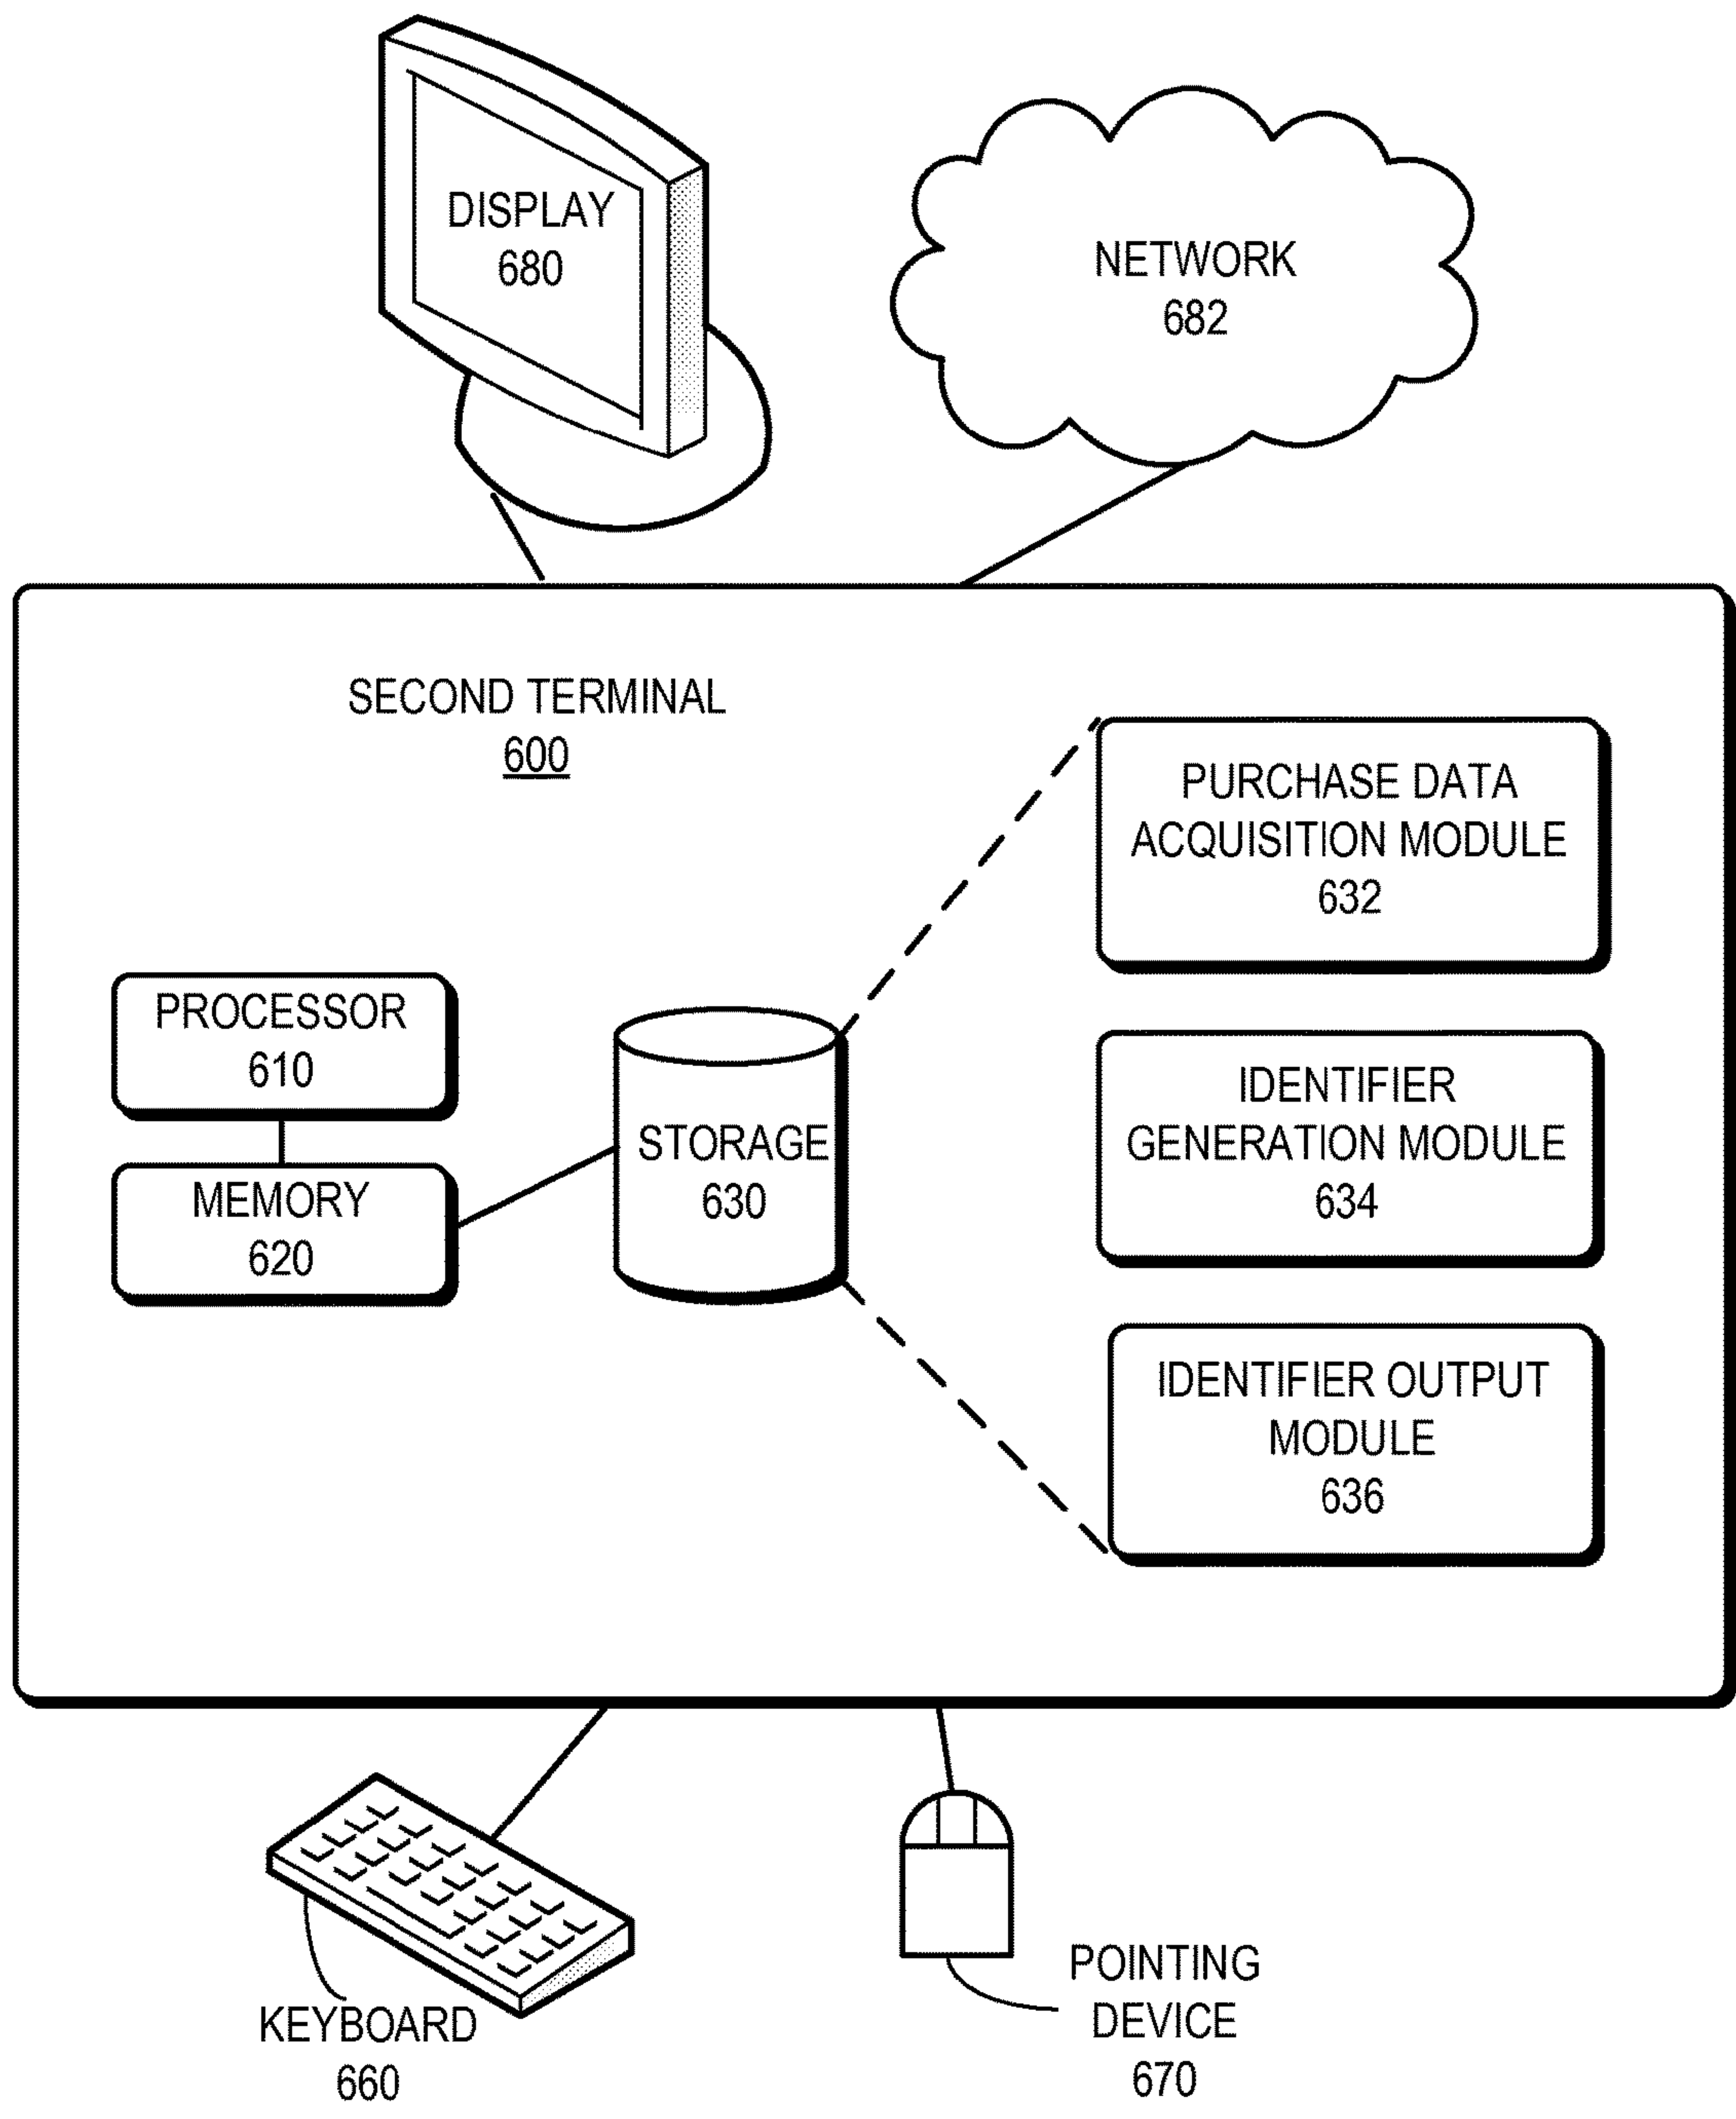 DISPLAY
680
NETWORK
682
SECOND TERMINAL
600
PURCHASE DATA
ACQUISITION MODULE
632
PROCESSOR
610
MEMORY
620
STORAGE
630
IDENTIFIER
GENERATION MODULE
634
IDENTIFIER OUTPUT
MODULE
636
KEYBOARD
660
POINTING
DEVICE
670